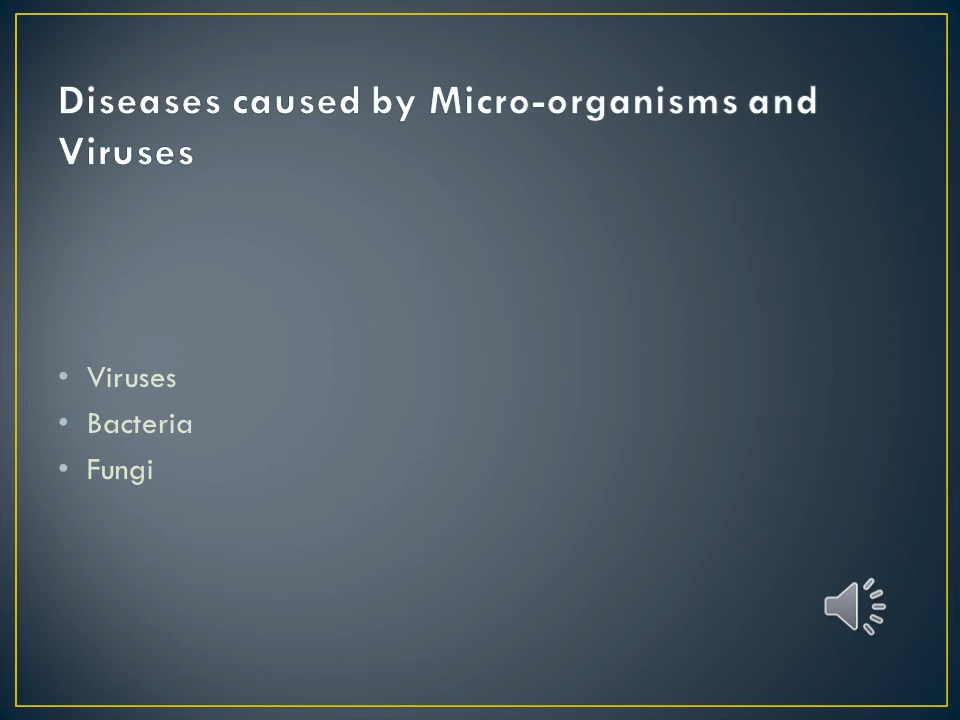 Diseases caused by Micro-organisms and
Viruses
• Viruses
• Bacteria
• Fungi